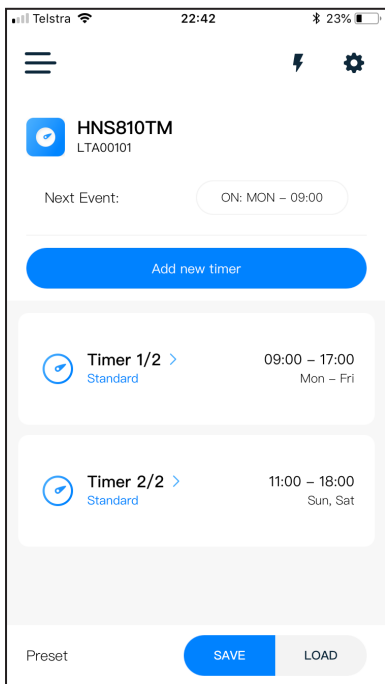 Telstra 22:42 23%
HNS810TM
LTA00101
Next Event: ON: MON – 09:00
Add new timer
Timer 1/2 > 09:00 – 17:00
Standard Mon – Fri
Timer 2/2 > 11:00 – 18:00
Standard Sun, Sat
Preset SAVE LOAD